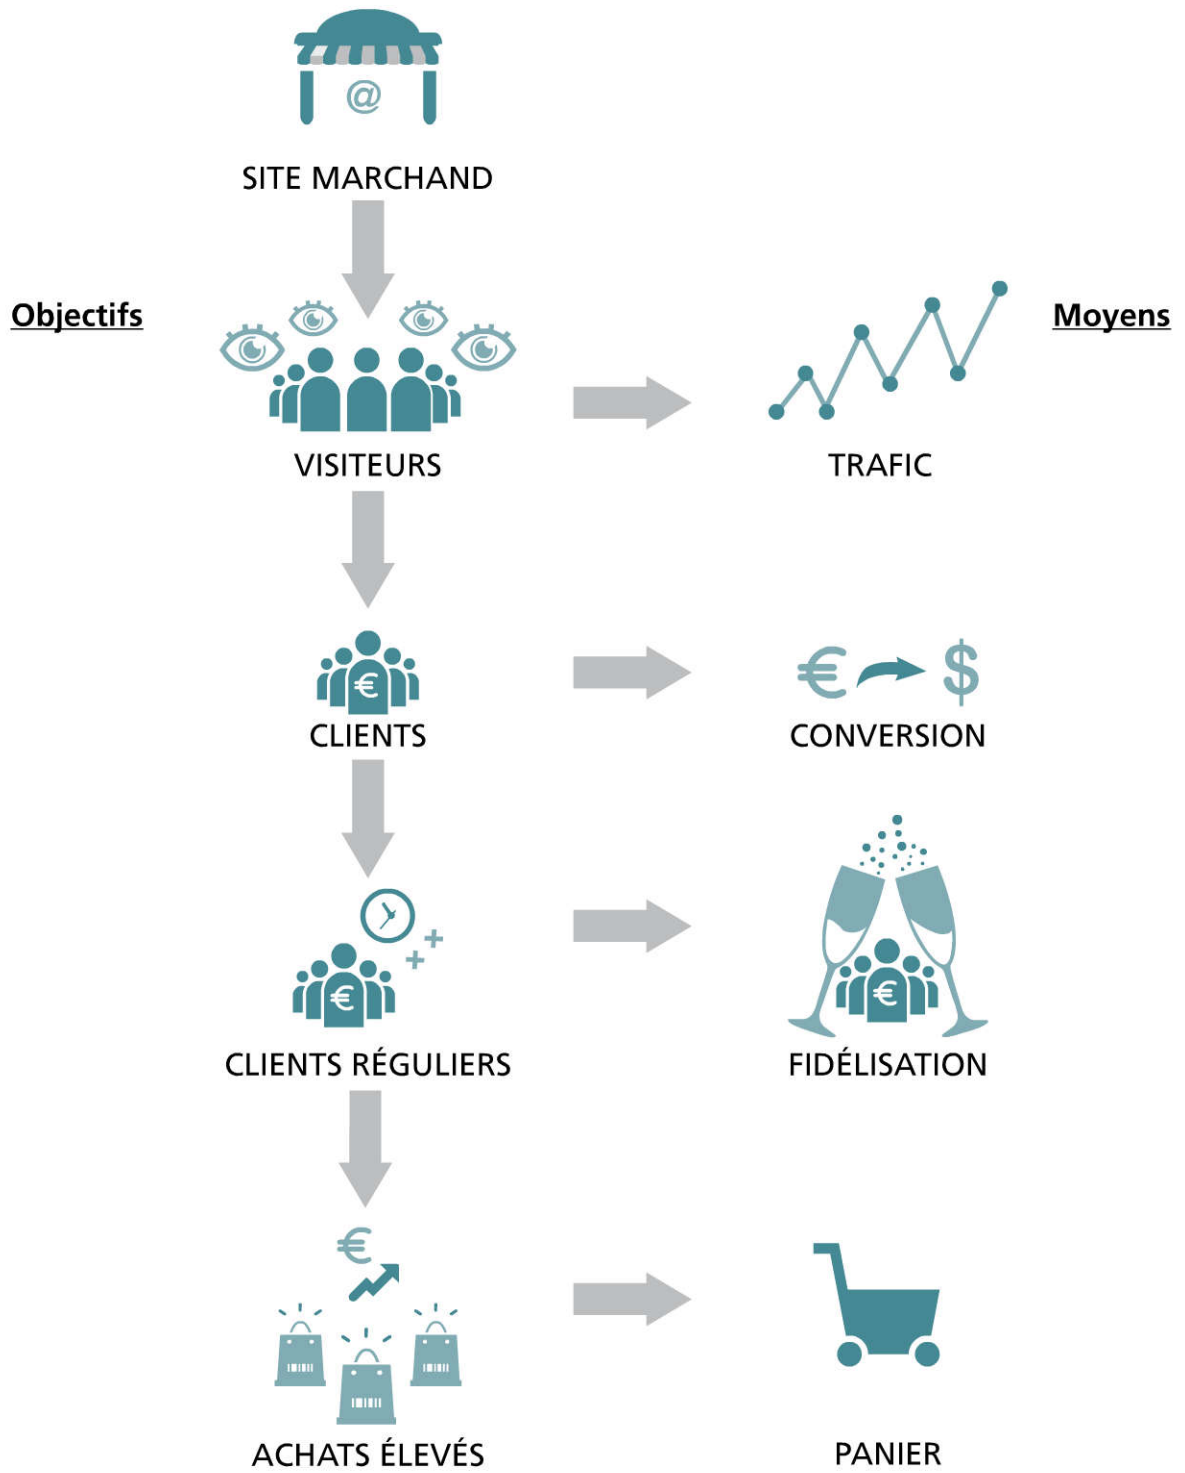 @
SITE MARCHAND
Objectifs
Moyens
VISITEURS
TRAFIC
€
€ $
CLIENTS
CONVERSION
€
€
CLIENTS RÉGULIERS
FIDÉLISATION
€
ACHATS ÉLEVÉS
PANIER